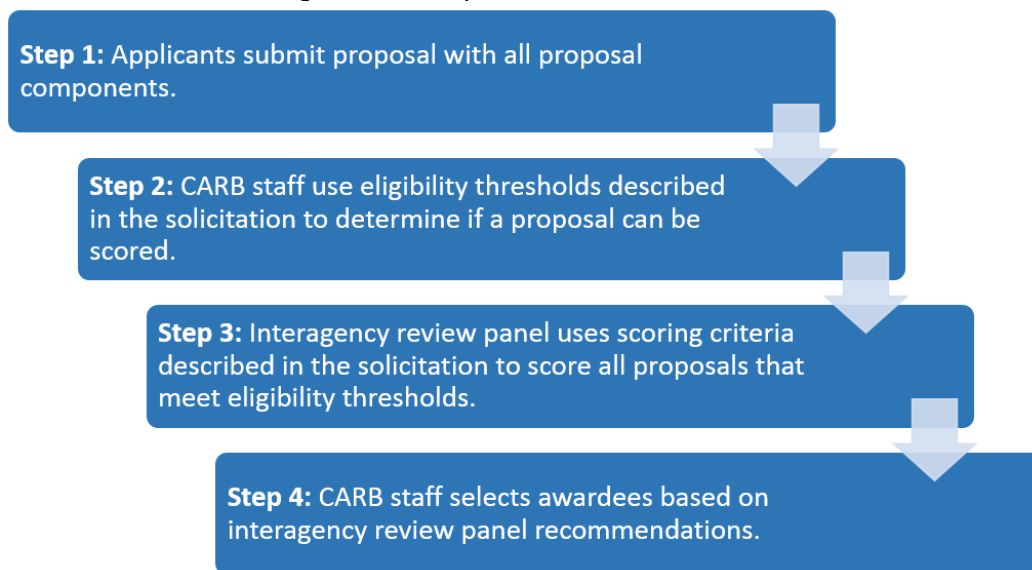 Step 1: Applicants submit proposal with all proposal
components.
Step 2: CARB staff use eligibility thresholds described
in the solicitation to determine if a proposal can be
scored.
Step 3: Interagency review panel uses scoring criteria
described in the solicitation to score all proposals that
meet eligibility thresholds.
Step 4: CARB staff selects awardees based on
interagency review panel recommendations.